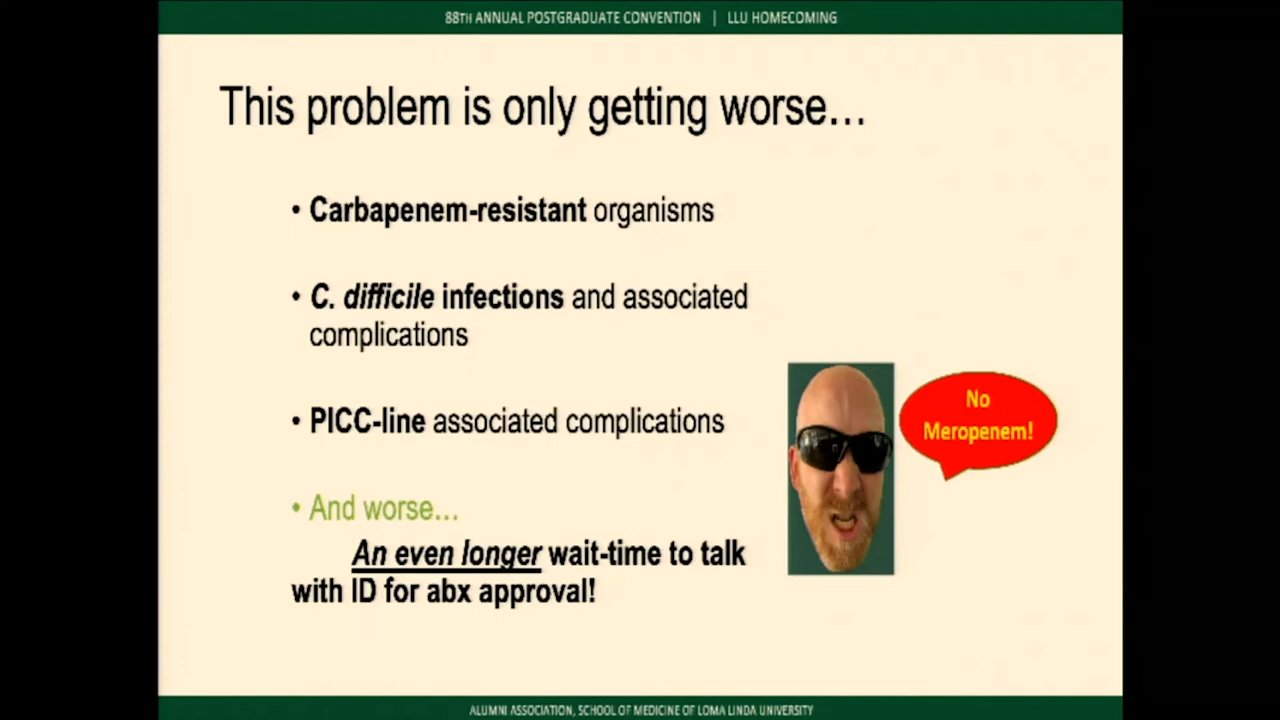 88TH ANNUAL POSTGRADUATE CONVENTION | LLU HOMECOMING
This problem is only getting worse…
• Carbapenem-resistant organisms
• C. difficile infections and associated
complications
• PICC-line associated complications
No
Meropenem!
• And worse…
An even longer wait-time to talk
with ID for abx approval!
ALUMNI ASSOCIATION, SCHOOL OF MEDICINE OF LOMA LINDA UNIVERSITY